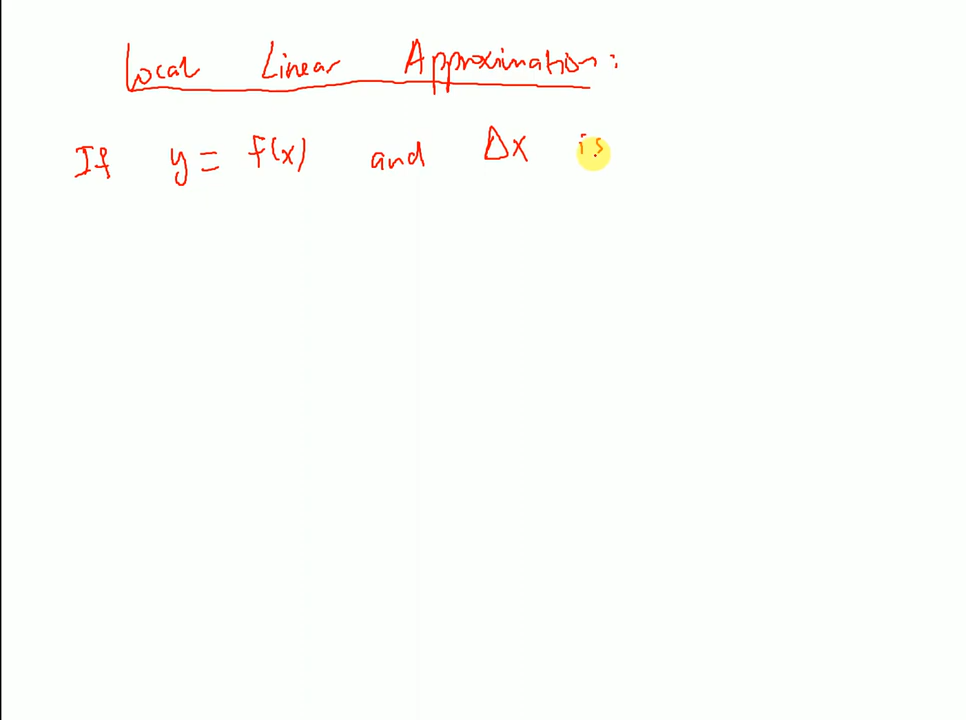 Local Linear Approximation:
If y = f(x) and Δx is